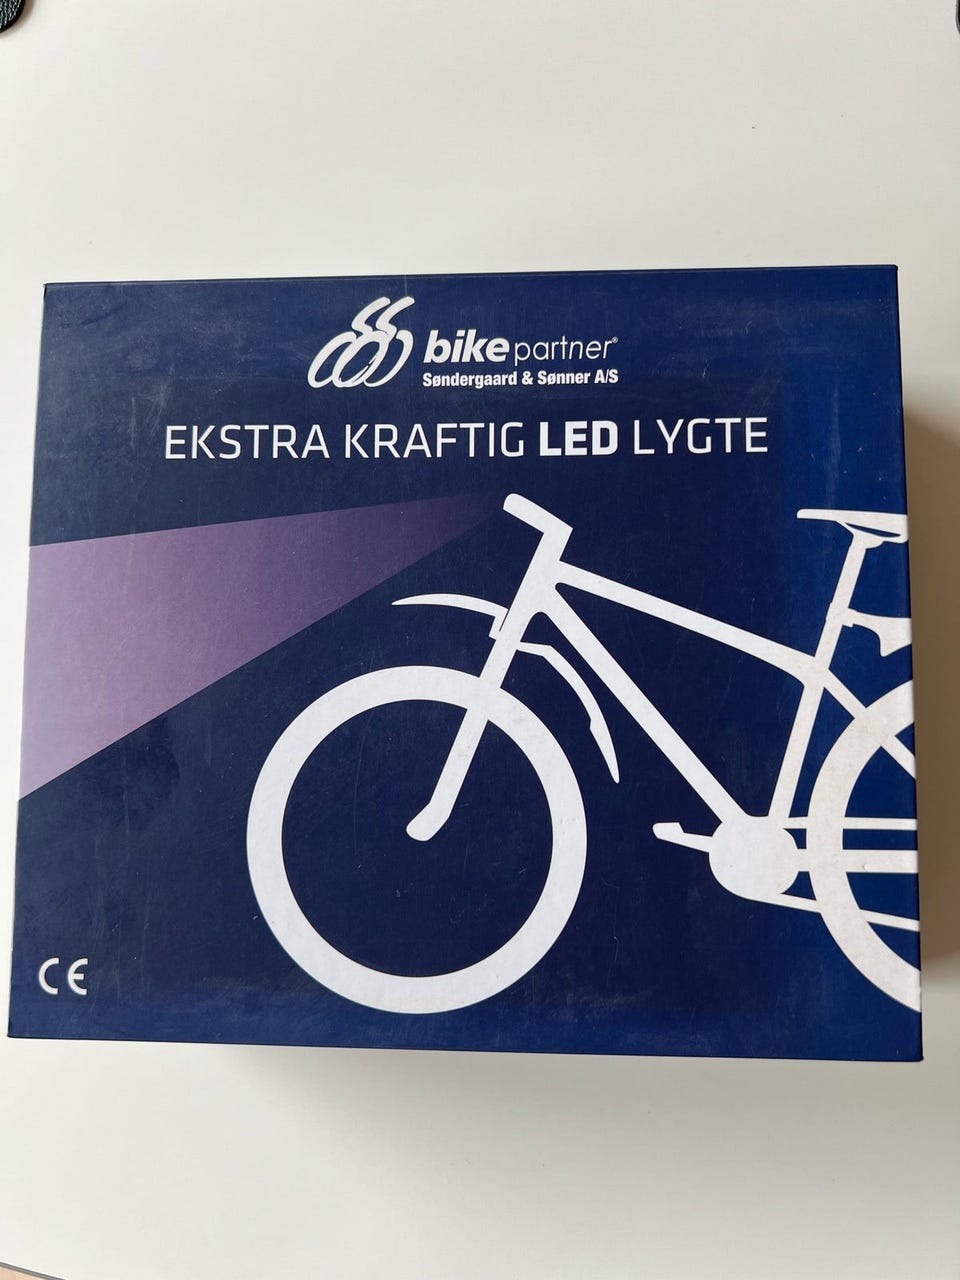 bikepartner®
Søndergaard & Sønner A/S
EKSTRA KRAFTIG LED LYGTE
CE